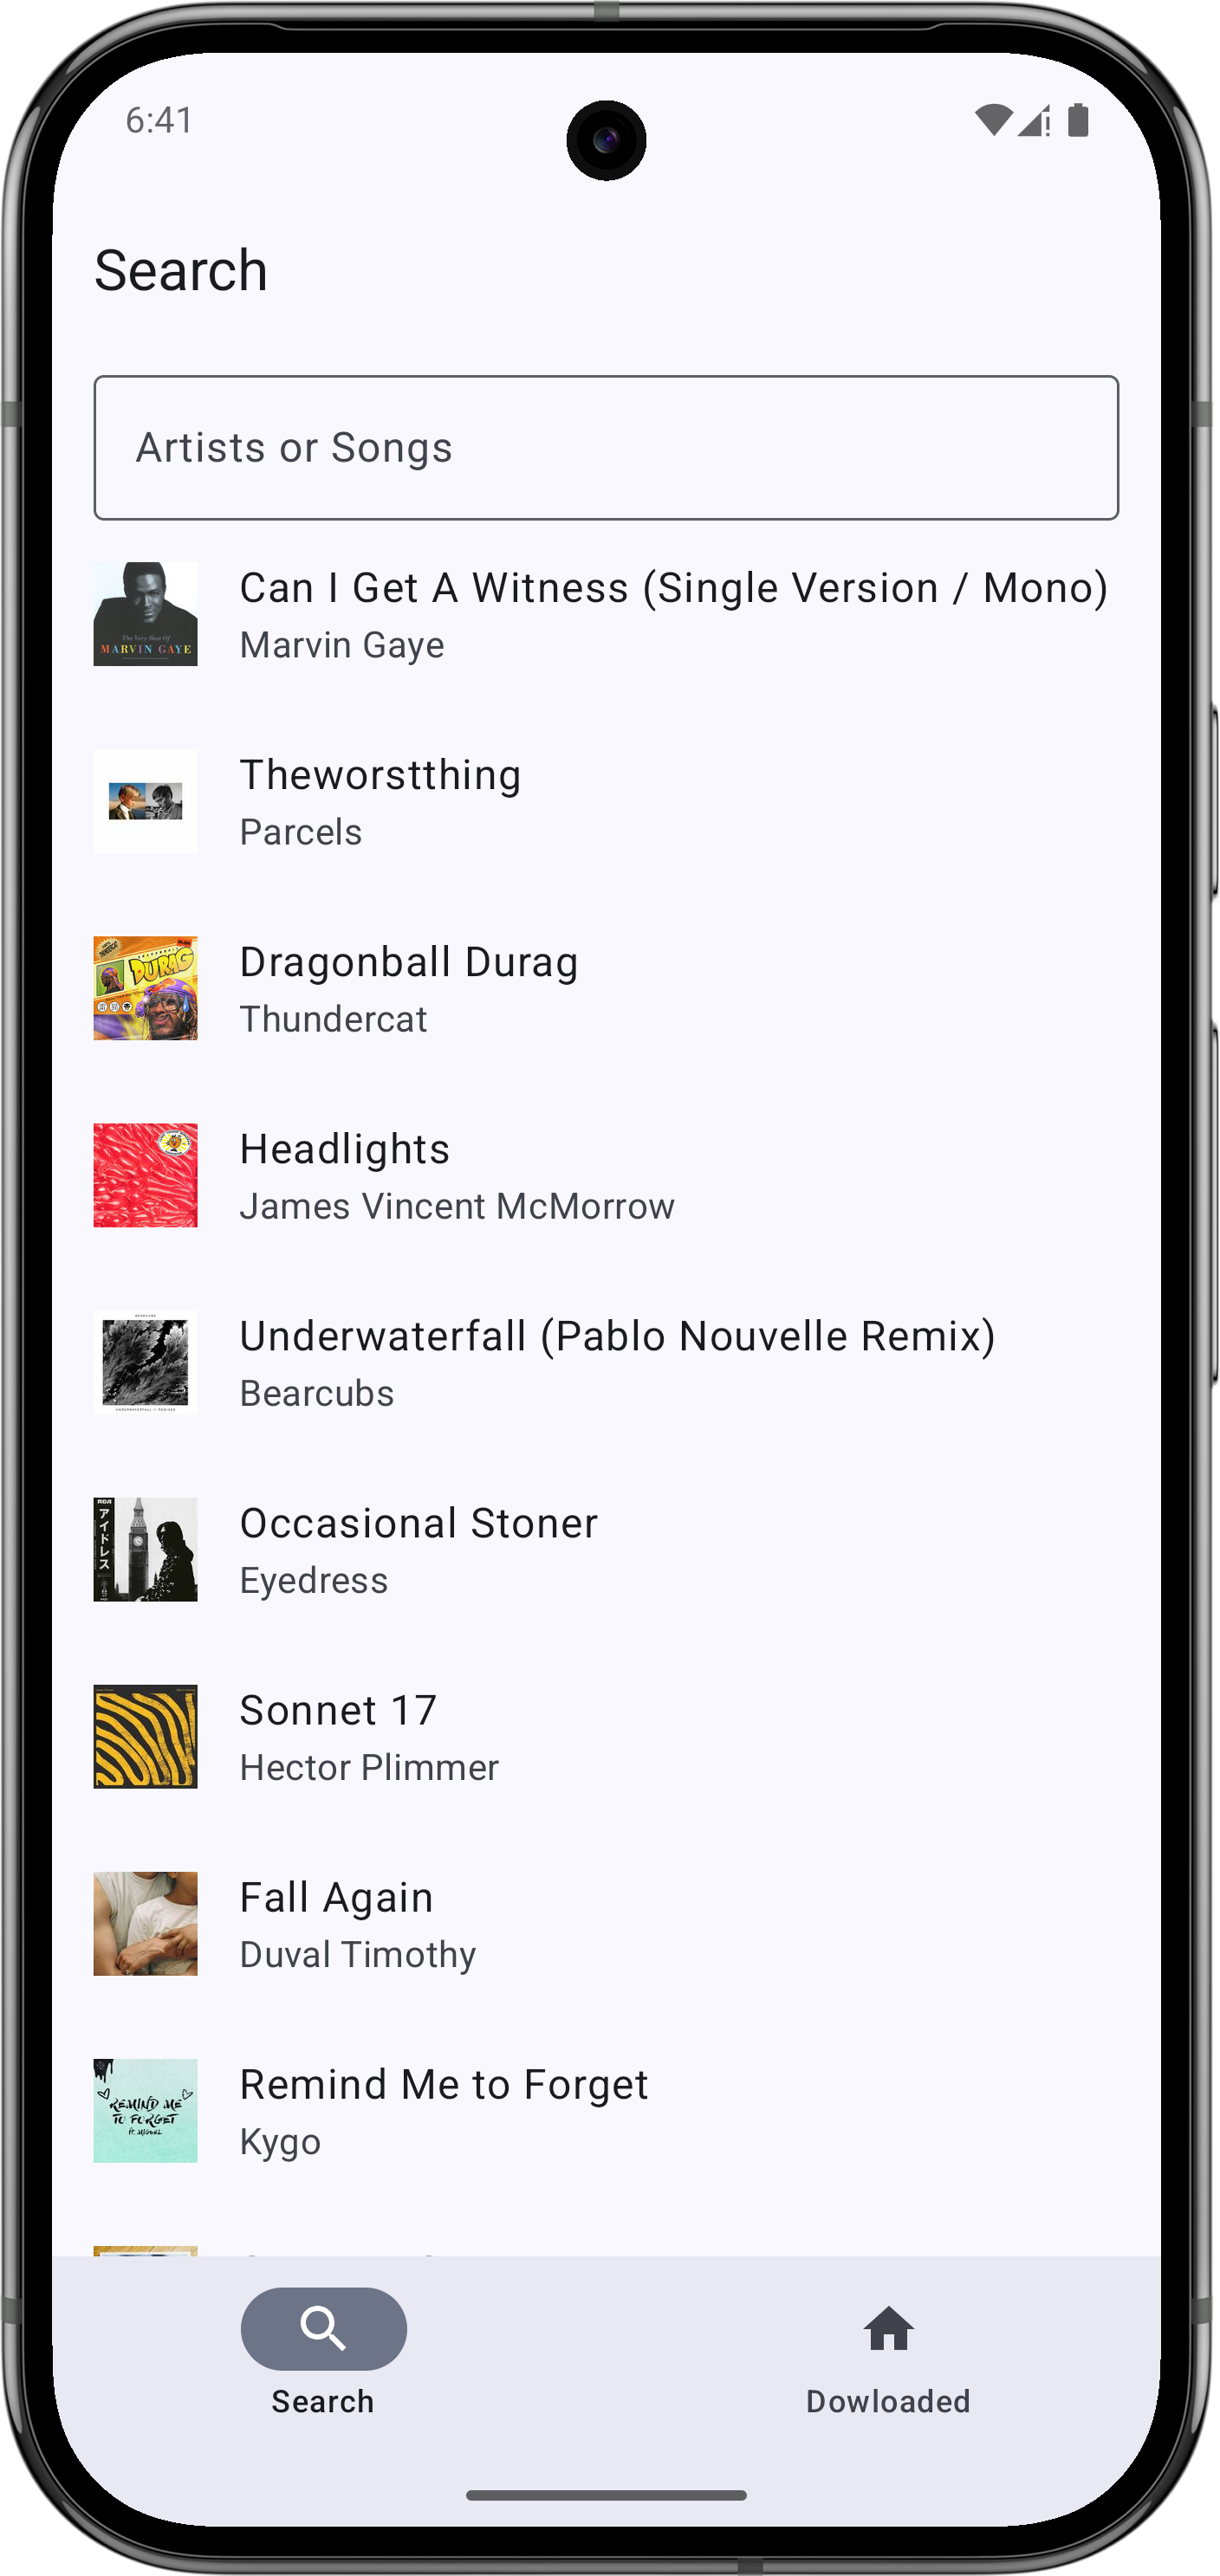 6:41
Search
Artists or Songs
The Very Best Of
MARVIN GAYE
Can I Get A Witness (Single Version / Mono)
Marvin Gaye
Theworstthing
Parcels
DURAG
Dragonball Durag
Thundercat
Headlights
James Vincent McMorrow
Underwaterfall (Pablo Nouvelle Remix)
Bearcubs
RCA
アイドレス
Occasional Stoner
Eyedress
Sonnet 17
Hector Plimmer
Fall Again
Duval Timothy
REMIND ME
TO FORGET
ft. MIGUEL
Remind Me to Forget
Kygo
Search
Dowloaded